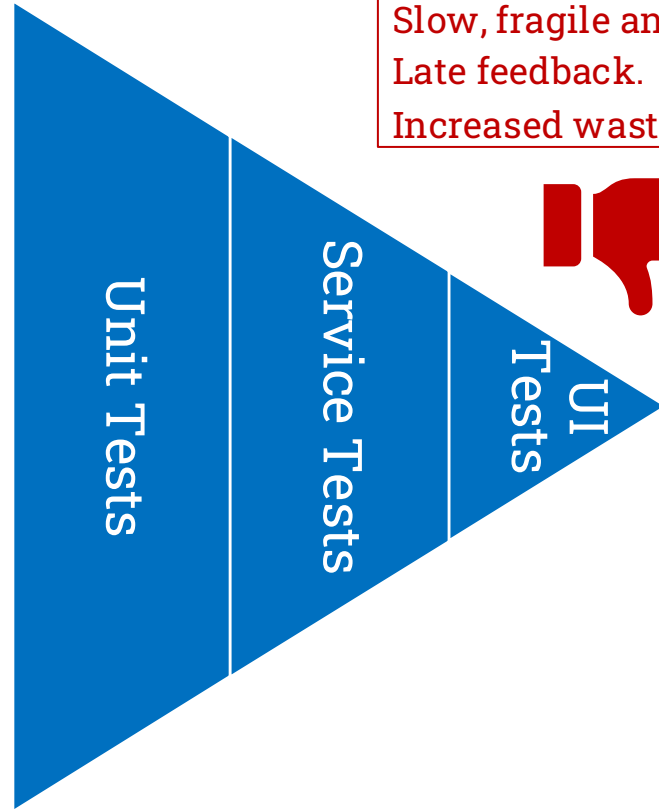 Slow, fragile an
Late feedback.
Increased wast
Unit Tests
Service Tests
UI
Tests